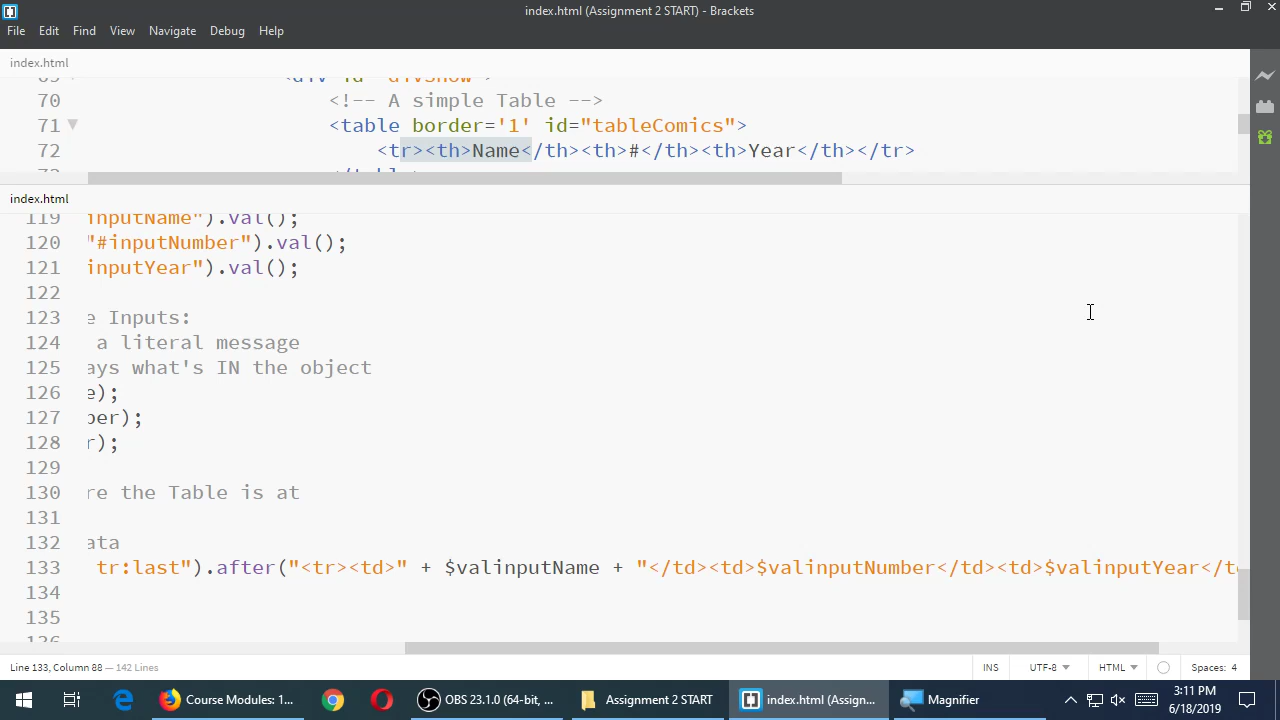 index.html (Assignment 2 START) - Brackets
File Edit Find View Navigate Debug Help
index.html
70 <!-- A simple Table -->
71 <table border='1' id="tableComics">
72 <tr><th>Name</th><th>#</th><th>Year</th></tr>
index.html
119 inputName").val();
120 "#inputNumber").val();
121 inputYear").val();
122
123 e Inputs:
124 a literal message
125 ays what's IN the object
126 e);
127 ber);
128 r);
129
130 re the Table is at
131
132 ata
133 tr:last").after("<tr><td>" + $valinputName + "</td><td>$valinputNumber</td><td>$valinputYear</t
134
135
136
Line 133, Column 88 — 142 Lines
INS UTF-8 HTML Spaces: 4
Course Modules: 1... OBS 23.1.0 (64-bit, ... Assignment 2 START index.html (Assign... Magnifier
3:11 PM
6/18/2019